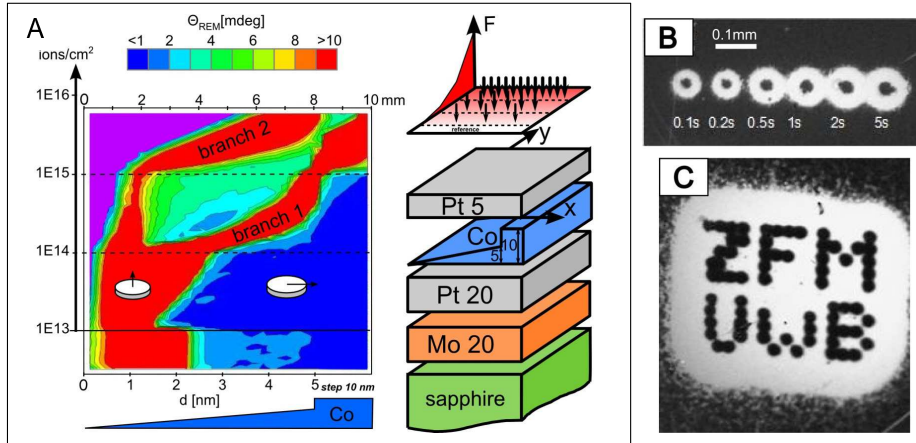 A
Θ_REM[mdeg]
<1 2 4 6 8 >10
ions/cm²
0 2 4 6 8 10 mm
1E16
1E15
1E14
1E13
branch 2
branch 1
0 1 2 3 4 5 step 10 nm
d [nm]
Co
F
reference
y
Pt 5
Co
x
10
5
Pt 20
Mo 20
sapphire
B
0.1mm
0.1s 0.2s 0.5s 1s 2s 5s
C
ZFM
UWB